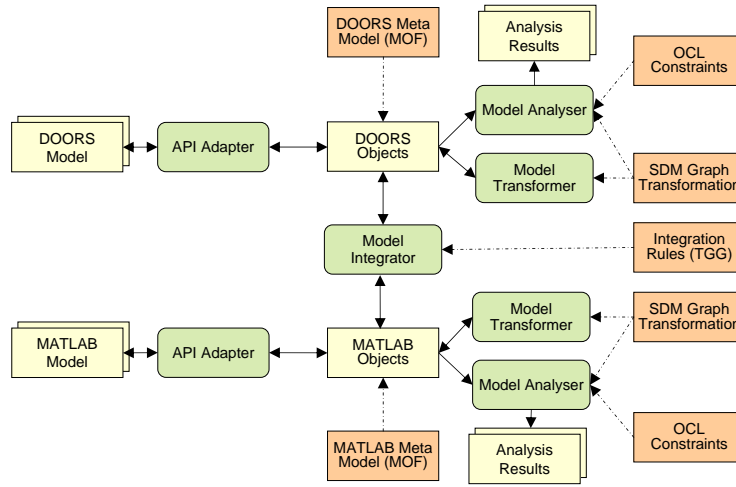 DOORS Meta
Model (MOF)
Analysis
Results
OCL
Constraints
DOORS
Model
API Adapter
DOORS
Objects
Model Analyser
Model
Transformer
SDM Graph
Transformation
Model
Integrator
Integration
Rules (TGG)
MATLAB
Model
API Adapter
MATLAB
Objects
Model
Transformer
SDM Graph
Transformation
Model Analyser
MATLAB Meta
Model (MOF)
Analysis
Results
OCL
Constraints